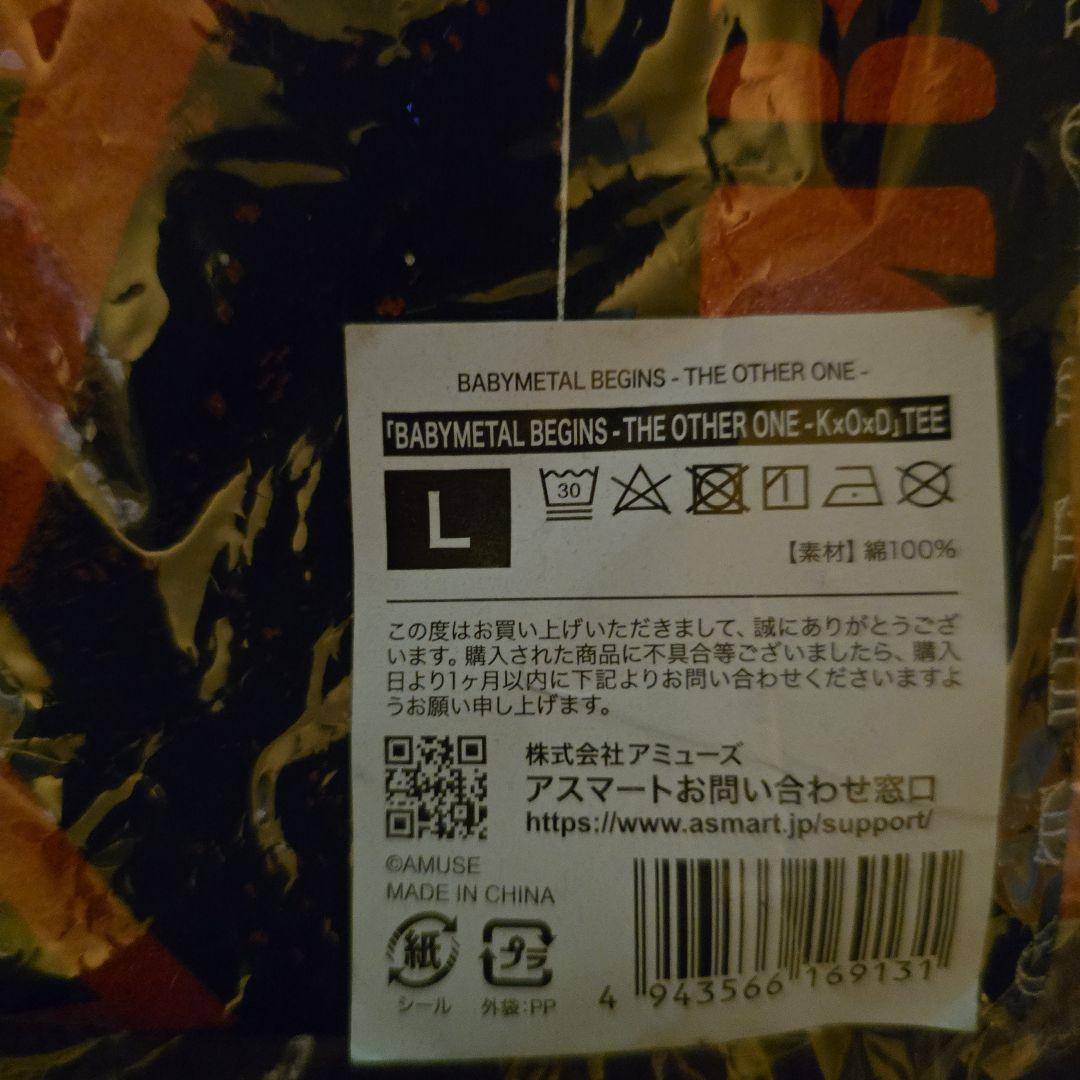 BABYMETAL BEGINS - THE OTHER ONE -
「BABYMETAL BEGINS - THE OTHER ONE - K×O×D」TEE
L
30
【素材】綿100%
この度はお買い上げいただきまして、誠にありがとうござ
います。購入された商品に不具合等ございましたら、購入
日より1ヶ月以内に下記よりお問い合わせくださいますよ
うお願い申し上げます。
株式会社アミューズ
アスマートお問い合わせ窓口
https://www.asmart.jp/support/
©AMUSE
MADE IN CHINA
紙
プラ
シール
外袋:PP
4 943566 169131